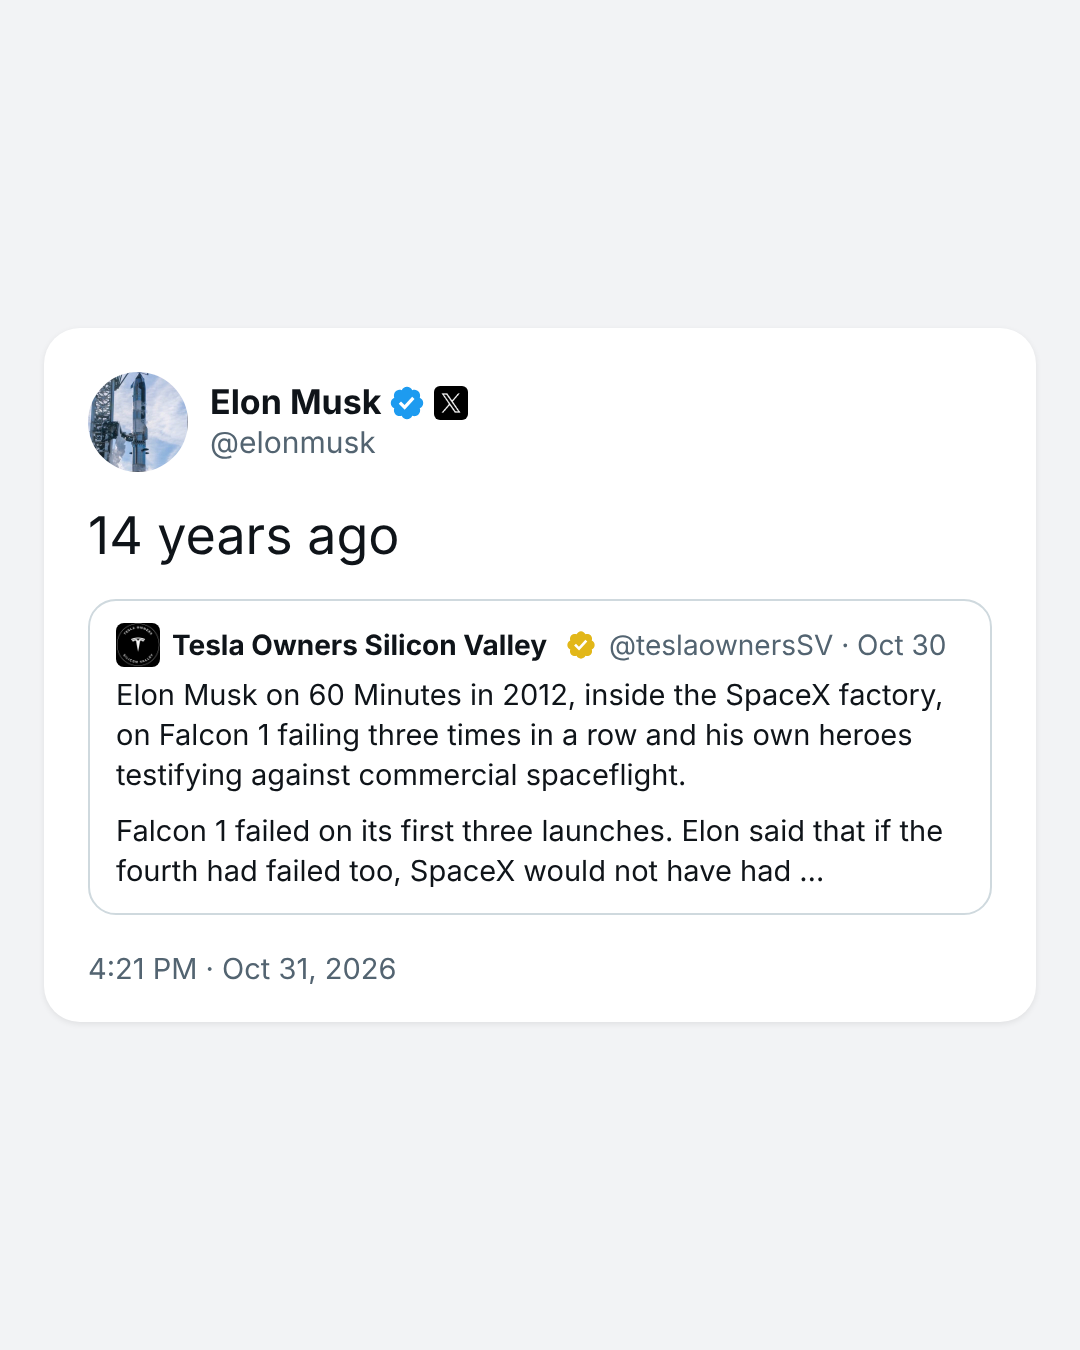 Elon Musk
@elonmusk
14 years ago
Tesla Owners Silicon Valley @teslaownersSV · Oct 30
Elon Musk on 60 Minutes in 2012, inside the SpaceX factory,
on Falcon 1 failing three times in a row and his own heroes
testifying against commercial spaceflight.
Falcon 1 failed on its first three launches. Elon said that if the
fourth had failed too, SpaceX would not have had ...
4:21 PM · Oct 31, 2026